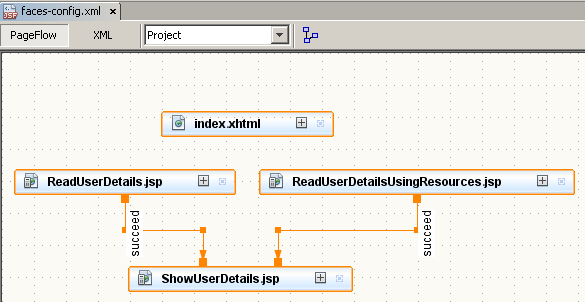 faces-config.xml
PageFlow XML Project
index.xhtml
ReadUserDetails.jsp ReadUserDetailsUsingResources.jsp
succeed succeed
ShowUserDetails.jsp